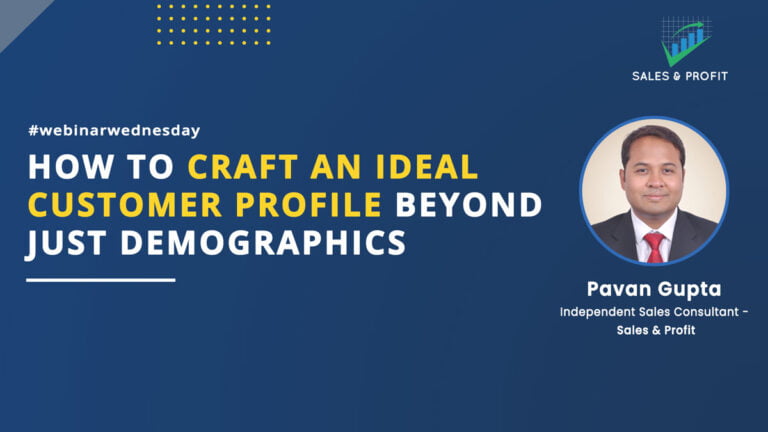 SALES & PROFIT
#webinarwednesday
HOW TO CRAFT AN IDEAL
CUSTOMER PROFILE BEYOND
JUST DEMOGRAPHICS
Pavan Gupta
Independent Sales Consultant -
Sales & Profit